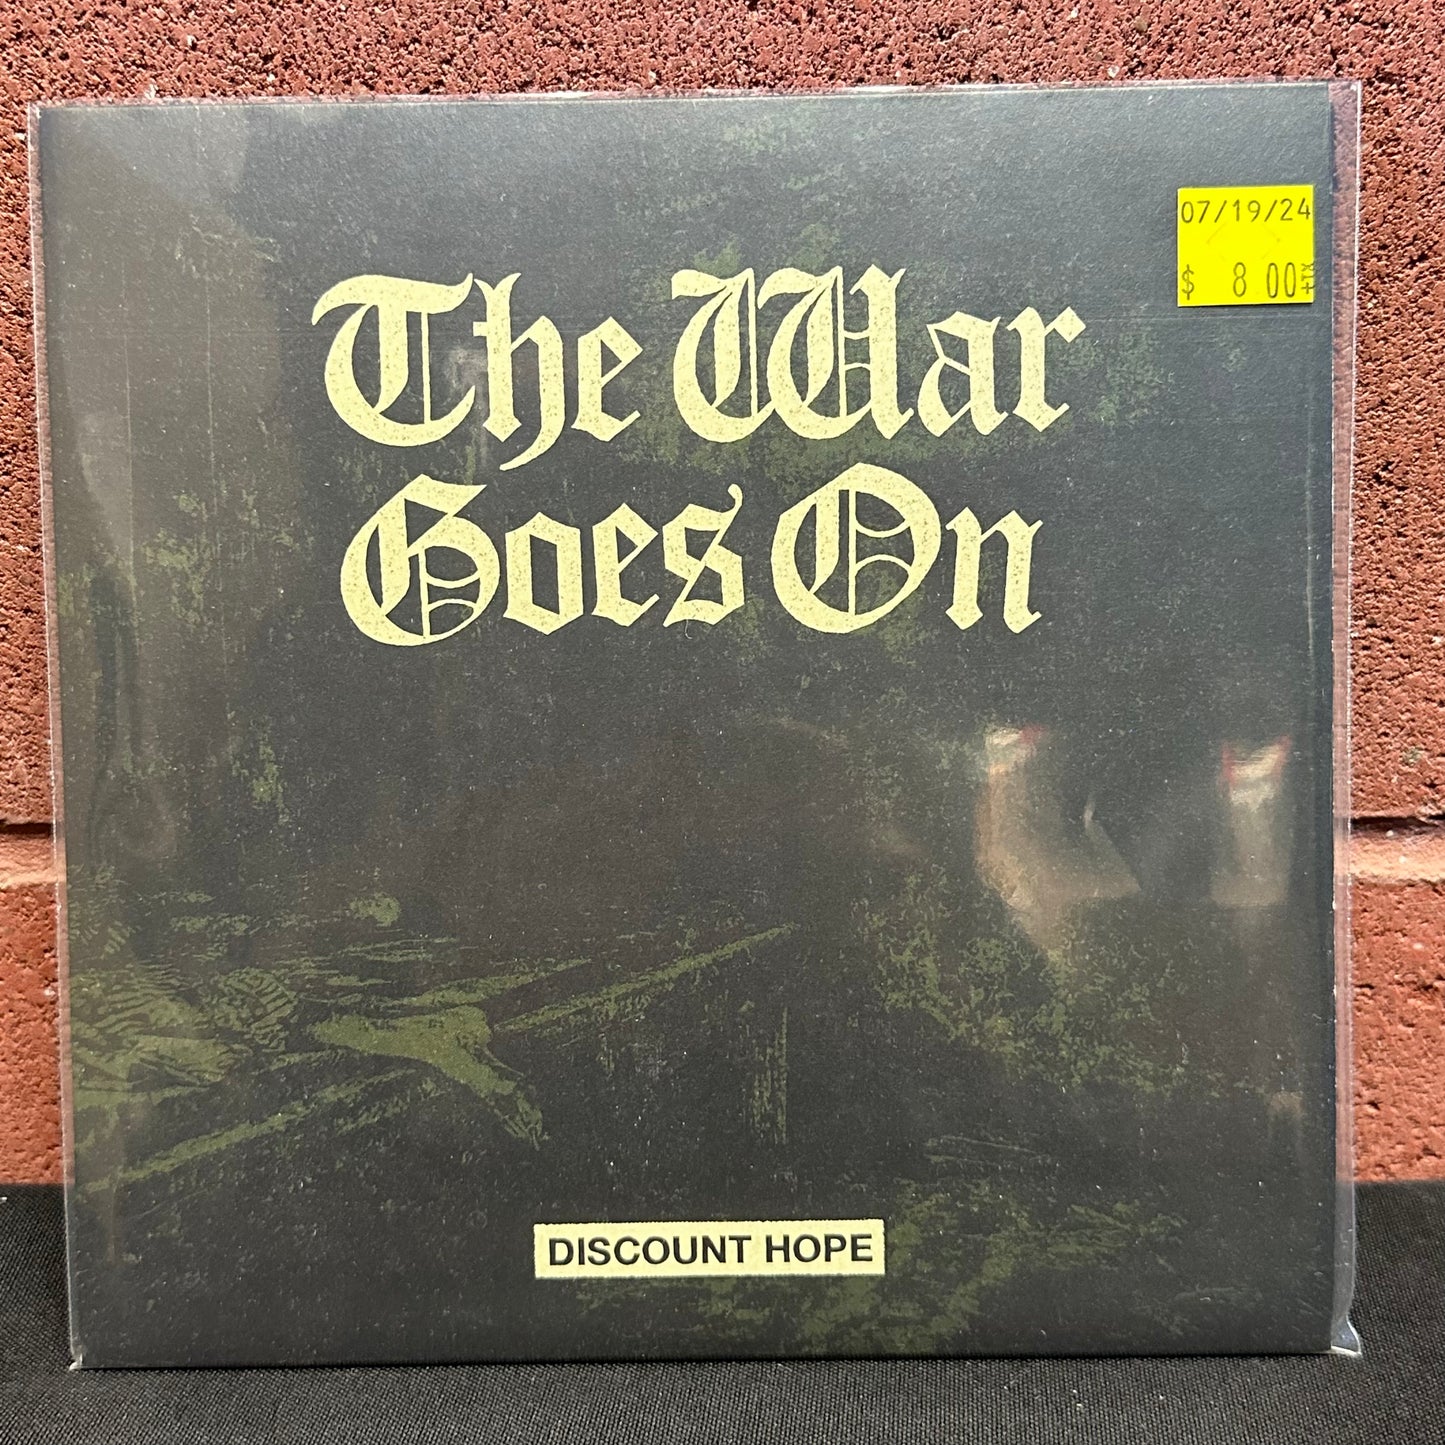 07/19/24
$ 8.00
The War
Goes On
DISCOUNT HOPE